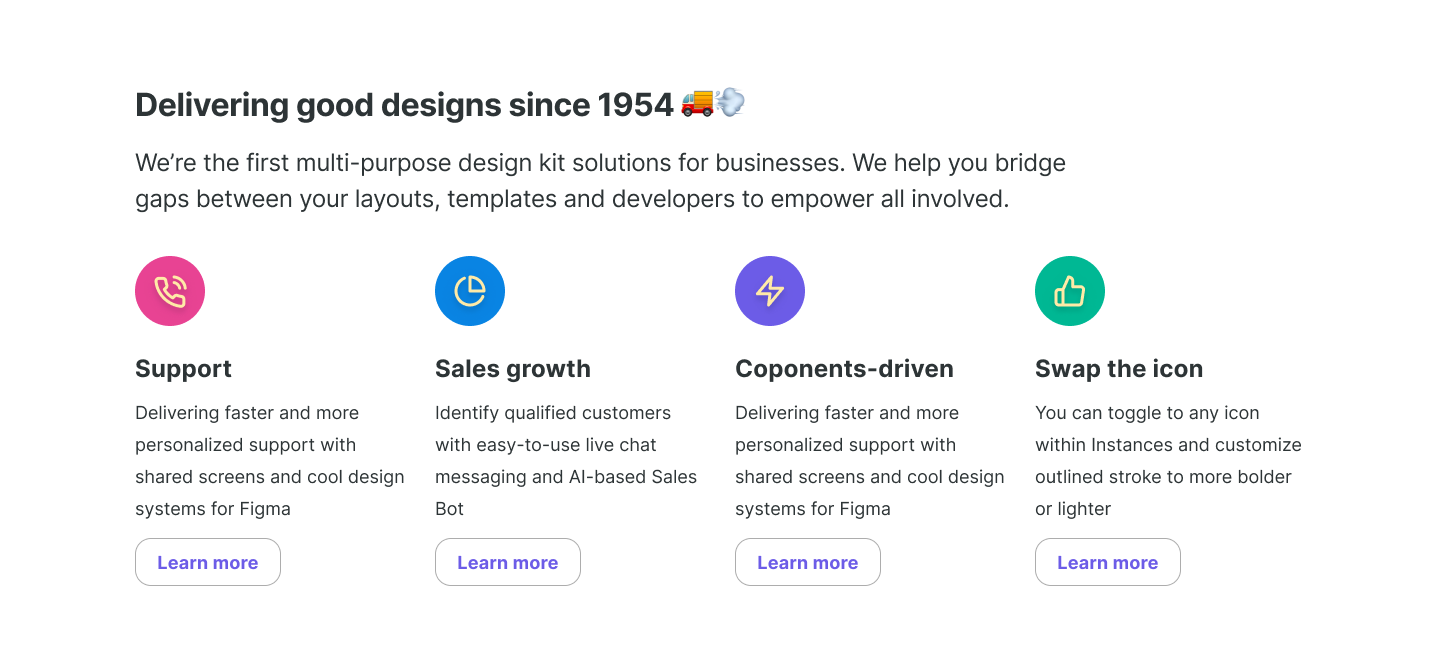 Delivering good designs since 1954 🚚💨
We’re the first multi-purpose design kit solutions for businesses. We help you bridge
gaps between your layouts, templates and developers to empower all involved.
Support
Delivering faster and more
personalized support with
shared screens and cool design
systems for Figma
Learn more
Sales growth
Identify qualified customers
with easy-to-use live chat
messaging and AI-based Sales
Bot
Learn more
Coponents-driven
Delivering faster and more
personalized support with
shared screens and cool design
systems for Figma
Learn more
Swap the icon
You can toggle to any icon
within Instances and customize
outlined stroke to more bolder
or lighter
Learn more